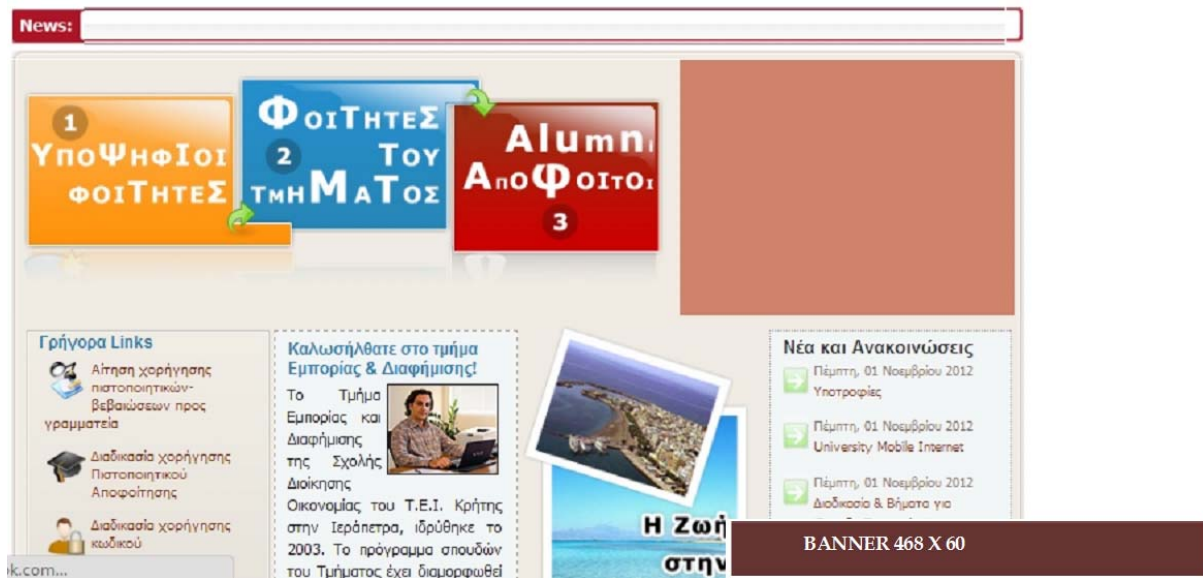 News:
1
ΥΠΟΨΗΦΙΟΙ
ΦΟΙΤΗΤΕΣ
ΦΟΙΤΗΤΕΣ
2 ΤΟΥ
ΤΜΗΜΑΤΟΣ
Alumni
ΑΠΟΦΟΙΤΟΙ
3
Γρήγορα Links
Αίτηση χορήγησης
πιστοποιητικών-
βεβαιώσεων προς
γραμματεία
Διαδικασία χορήγησης
Πιστοποιητικού
Αποφοίτησης
Διαδικασία χορήγησης
κωδικού
k.com...
Καλωσήλθατε στο τμήμα
Εμπορίας & Διαφήμισης!
Το Τμήμα
Εμπορίας και
Διαφήμισης
της Σχολής
Διοίκησης
Οικονομίας του Τ.Ε.Ι. Κρήτης
στην Ιεράπετρα, ιδρύθηκε το
2003. Το πρόγραμμα σπουδών
του Τμήματος έχει διαμορφωθεί
Η Ζωή
στην
Νέα και Ανακοινώσεις
Πέμπτη, 01 Νοεμβρίου 2012
Υποτροφίες
Πέμπτη, 01 Νοεμβρίου 2012
University Mobile Internet
Πέμπτη, 01 Νοεμβρίου 2012
Διαδικασία & Βήματα για
BANNER 468 X 60